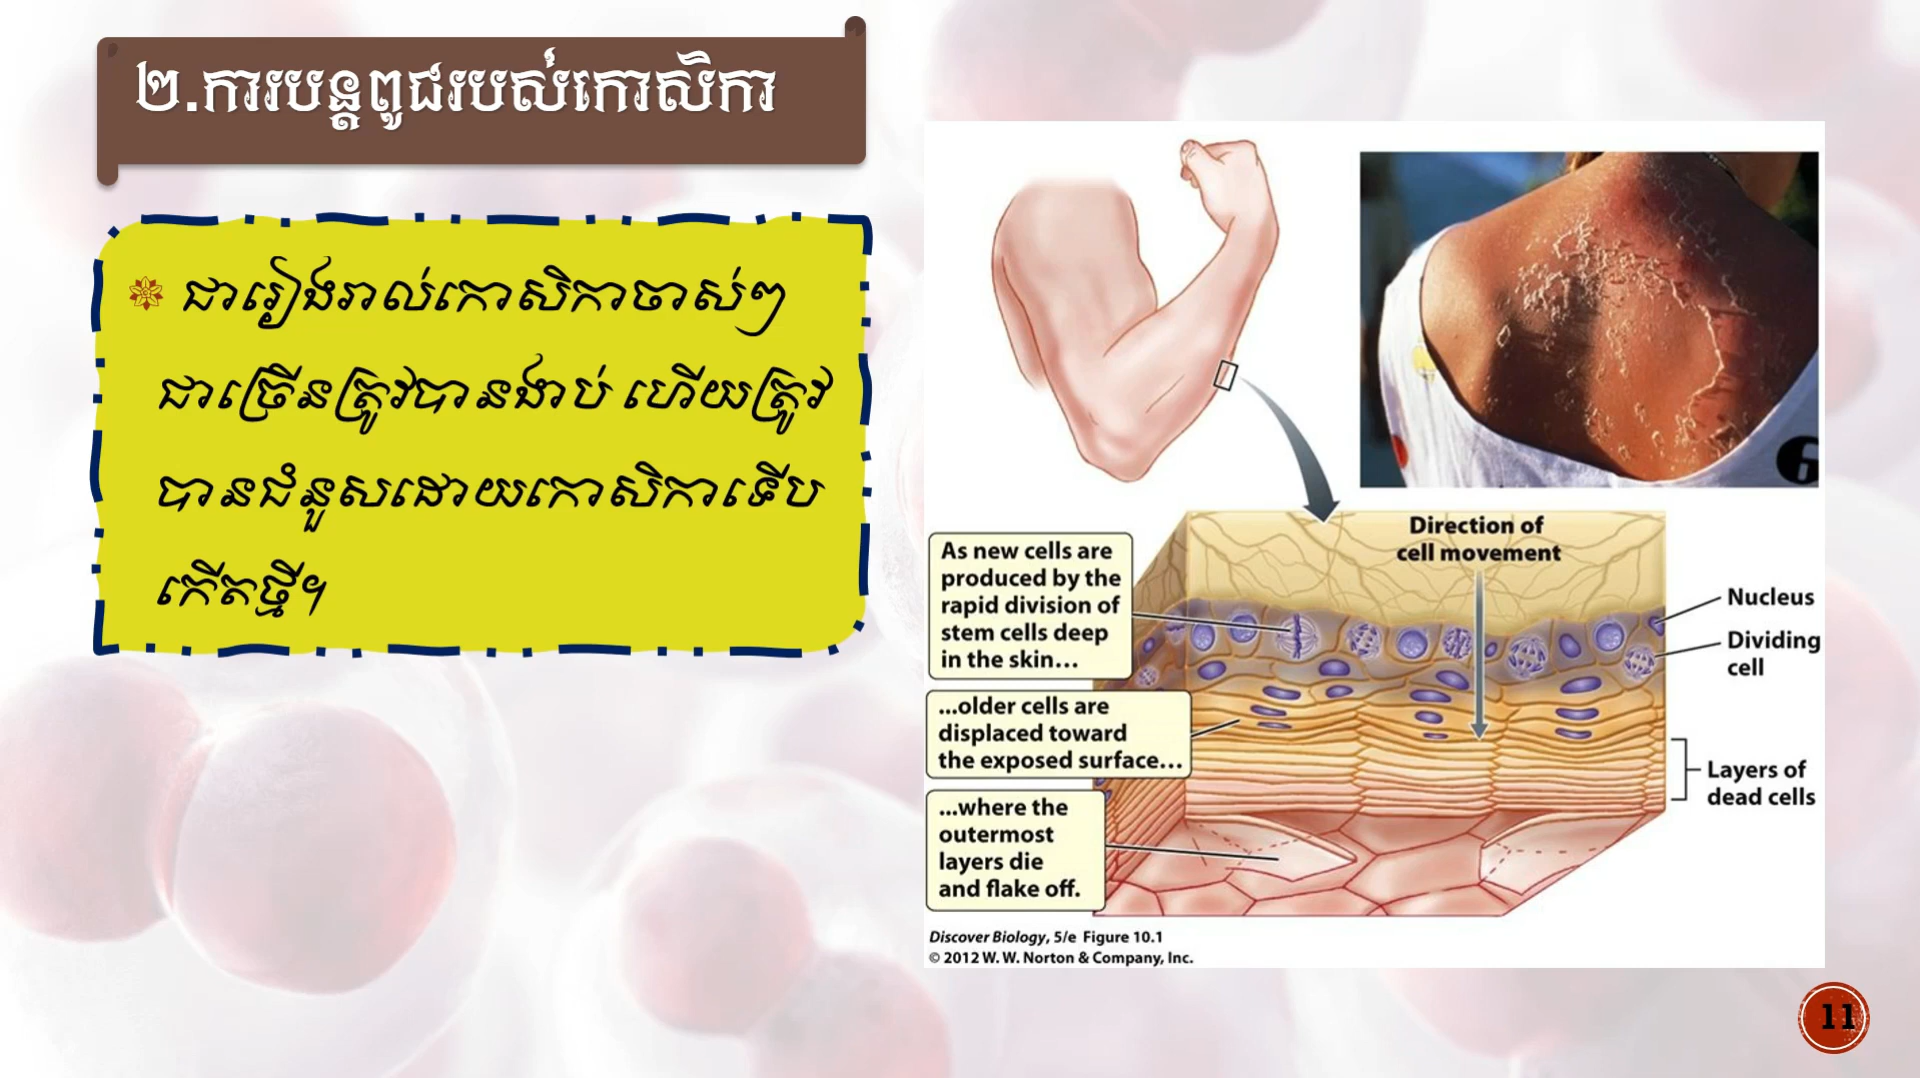 ២.ការបន្តពូជរបស់កោសិកា
ជារៀងរាល់កោសិកាចាស់ៗ
ជាច្រើនត្រូវបានងាប់ ហើយត្រូវ
បានជំនួសដោយកោសិកាទើប
កើតថ្មី។
6
Direction of
cell movement
As new cells are
produced by the
rapid division of
stem cells deep
in the skin...
Nucleus
Dividing
cell
...older cells are
displaced toward
the exposed surface...
Layers of
dead cells
...where the
outermost
layers die
and flake off.
Discover Biology, 5/e Figure 10.1
© 2012 W. W. Norton & Company, Inc.
11